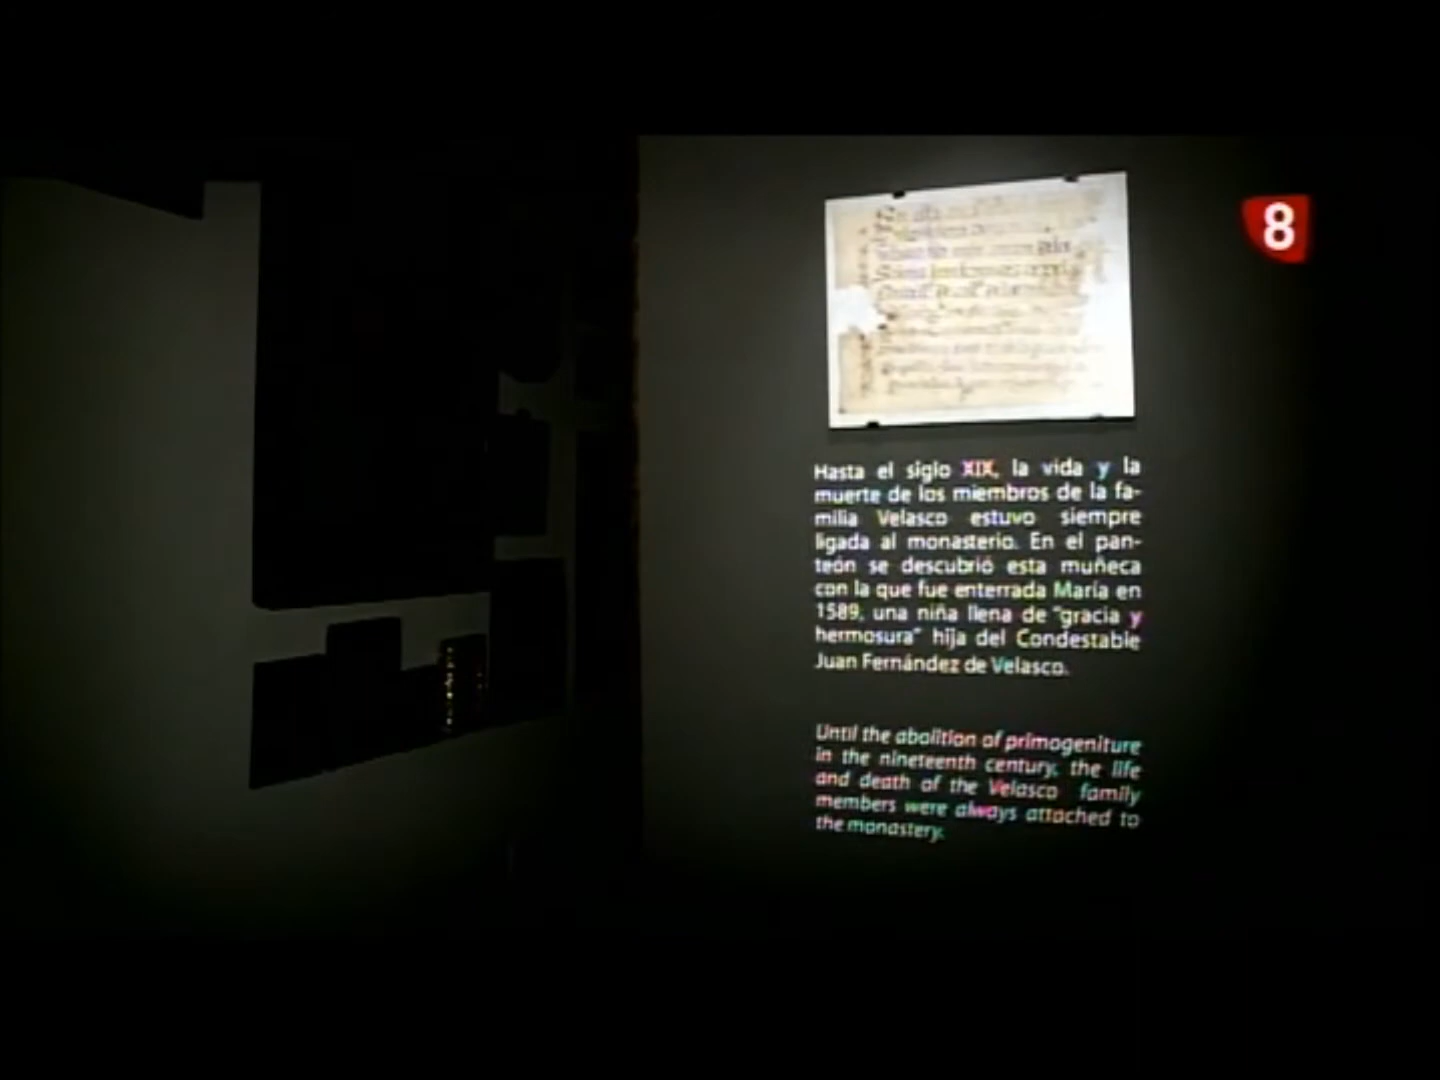 8
Hasta el siglo XIX, la vida y la
muerte de los miembros de la fa-
milia Velasco estuvo siempre
ligada al monasterio. En el pan-
teón se descubrió esta muñeca
con la que fue enterrada María en
1589, una niña llena de "gracia y
hermosura" hija del Condestable
Juan Fernández de Velasco.
Until the abolition of primogeniture
in the nineteenth century, the life
and death of the Velasco family
members were always attached to
the monastery.